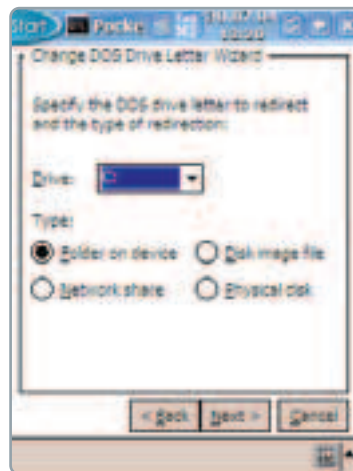 Start Pocke
Change DOS Drive Letter Wizard
Specify the DOS drive letter to redirect
and the type of redirection:
Drive:
Type:
Folder on device Disk image file
Network share Physical disk
< Back Next > Cancel